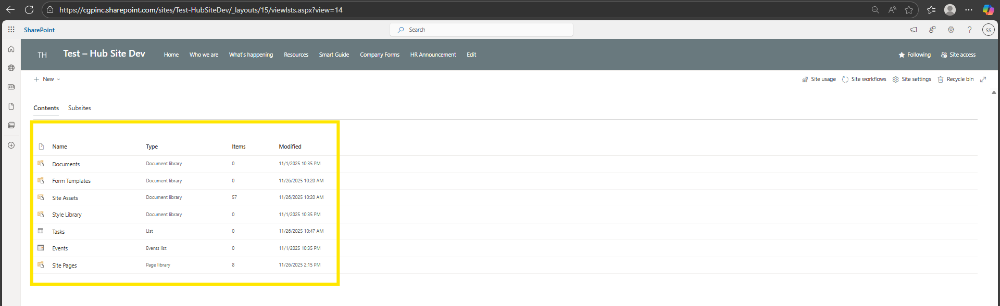 https://cgpinc.sharepoint.com/sites/Test-HubSiteDev/_layouts/15/viewlsts.aspx?view=14
SharePoint Search ? SS
TH Test – Hub Site Dev Home Who we are What's happening Resources Smart Guide Company Forms HR Announcement Edit Following Site access
+ New Site usage Site workflows Site settings Recycle bin
Contents Subsites
Name Type Items Modified
Documents Document library 0 11/1/2025 10:35 PM
Form Templates Document library 0 11/26/2025 10:20 AM
Site Assets Document library 57 11/26/2025 10:20 AM
Style Library Document library 0 11/1/2025 10:35 PM
Tasks List 0 11/26/2025 10:47 AM
Events Events list 0 11/1/2025 10:35 PM
Site Pages Page library 8 11/26/2025 2:15 PM